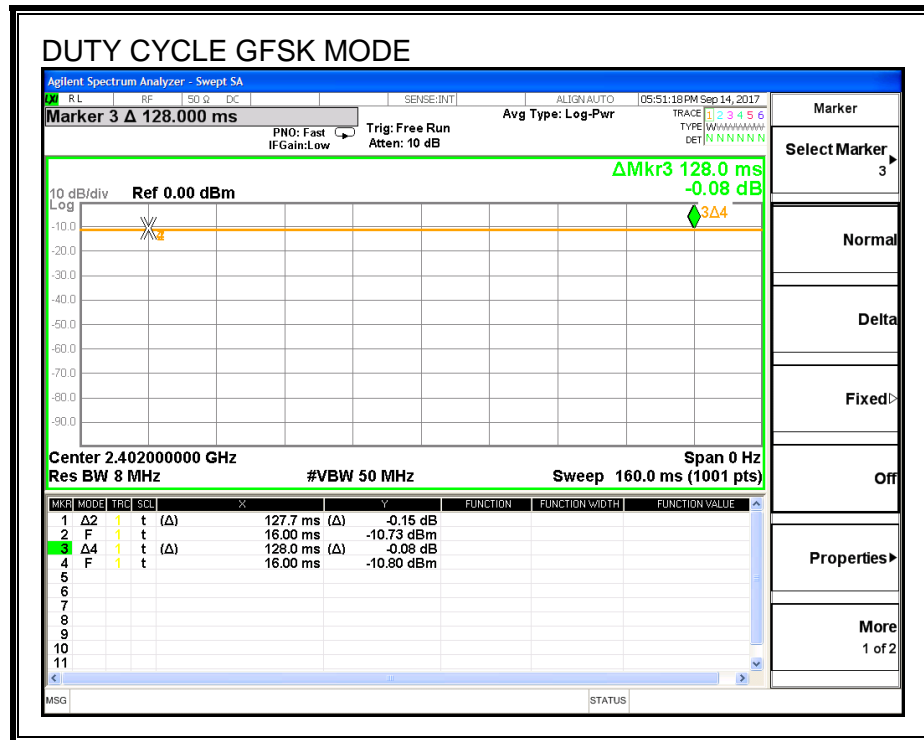 DUTY CYCLE GFSK MODE
Agilent Spectrum Analyzer - Swept SA
LXI RL RF 50 Ω DC SENSE:INT ALIGN AUTO 05:51:18 PM Sep 14, 2017
Marker 3 Δ 128.000 ms
PNO: Fast
IFGain:Low
Trig: Free Run
Atten: 10 dB
Avg Type: Log-Pwr
TRACE 1 2 3 4 5 6
TYPE W
DET N N N N N N
ΔMkr3 128.0 ms
-0.08 dB
10 dB/div Ref 0.00 dBm
Log
3Δ4
-10.0
-20.0
-30.0
-40.0
-50.0
-60.0
-70.0
-80.0
-90.0
Center 2.402000000 GHz Span 0 Hz
Res BW 8 MHz #VBW 50 MHz Sweep 160.0 ms (1001 pts)
MKR MODE TRC SCL X Y FUNCTION FUNCTION WIDTH FUNCTION VALUE
1 Δ2 1 t (Δ) 127.7 ms (Δ) -0.15 dB
2 F 1 t 16.00 ms -10.73 dBm
3 Δ4 1 t (Δ) 128.0 ms (Δ) -0.08 dB
4 F 1 t 16.00 ms -10.80 dBm
5
6
7
8
9
10
11
MSG STATUS
Marker
Select Marker
3
Normal
Delta
Fixed
Off
Properties
More
1 of 2